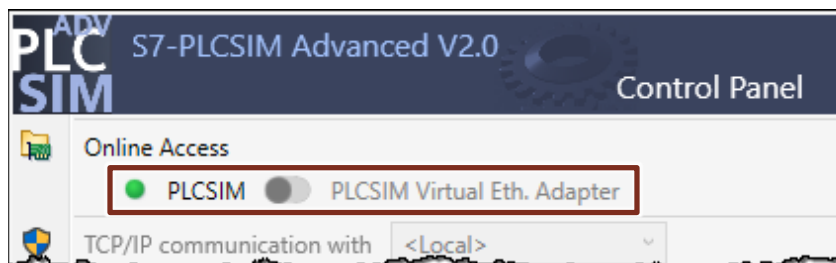 PLC ADV
SIM
S7-PLCSIM Advanced V2.0
Control Panel
Online Access
PLCSIM PLCSIM Virtual Eth. Adapter
TCP/IP communication with <Local>